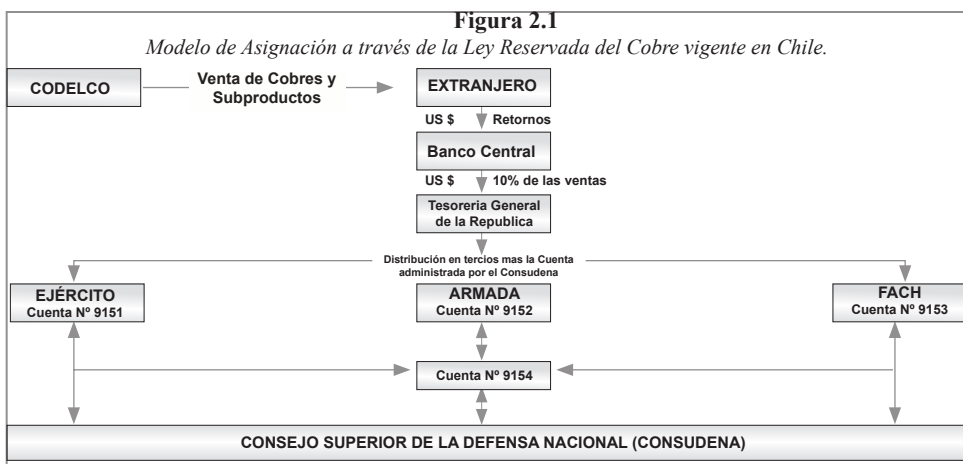 Figura 2.1
Modelo de Asignación a través de la Ley Reservada del Cobre vigente en Chile.
CODELCO
Venta de Cobres y
Subproductos
EXTRANJERO
US $ Retornos
Banco Central
US $ 10% de las ventas
Tesoreria General
de la Republica
Distribución en tercios mas la Cuenta
administrada por el Consudena
EJÉRCITO
Cuenta Nº 9151
ARMADA
Cuenta Nº 9152
FACH
Cuenta Nº 9153
Cuenta Nº 9154
CONSEJO SUPERIOR DE LA DEFENSA NACIONAL (CONSUDENA)